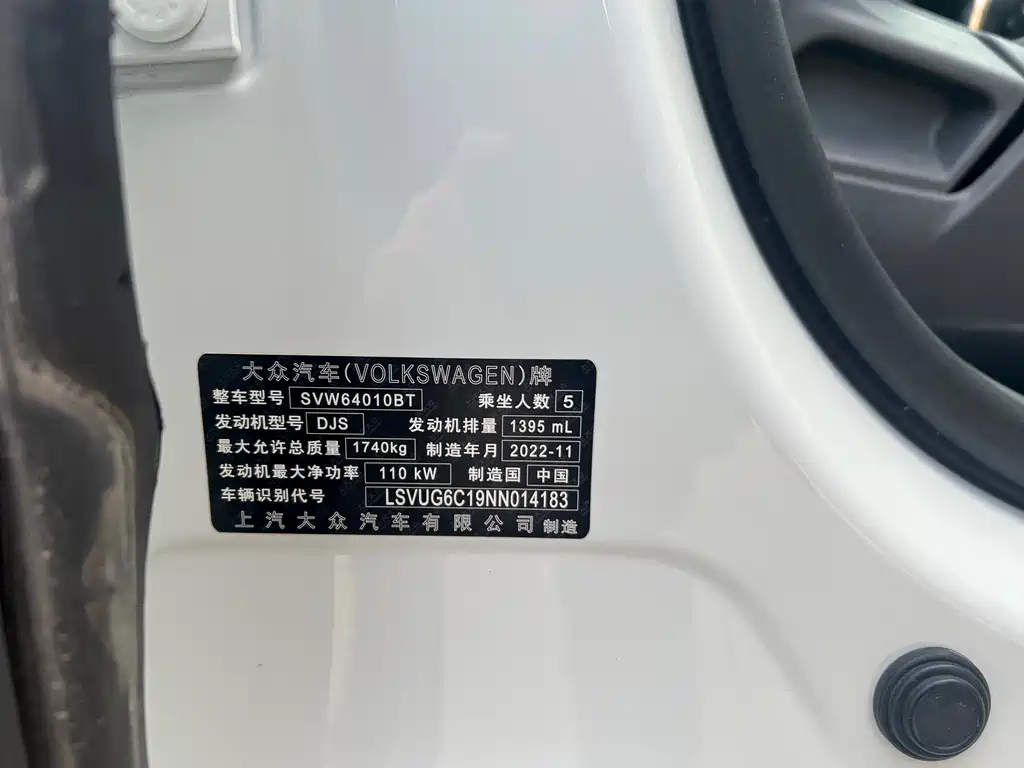 大众汽车(VOLKSWAGEN)牌
整车型号 SVW64010BT 乘坐人数 5
发动机型号 DJS 发动机排量 1395 mL
最大允许总质量 1740kg 制造年月 2022-11
发动机最大净功率 110 kW 制造国 中国
车辆识别代号 LSVUG6C19NN014183
上汽大众汽车有限公司 制造